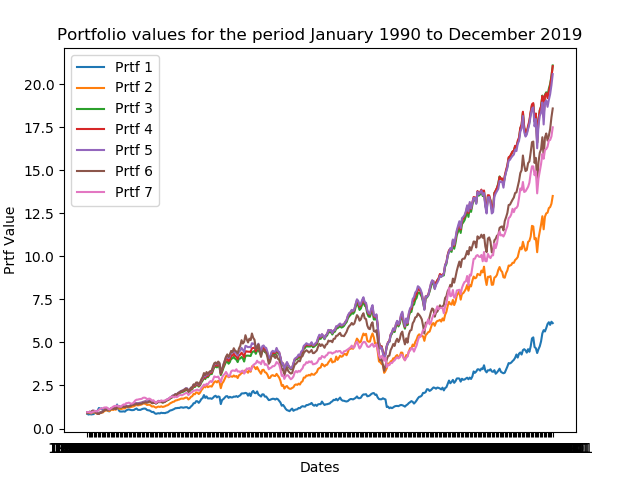 Portfolio values for the period January 1990 to December 2019
Prtf 1
Prtf 2
Prtf 3
Prtf 4
Prtf 5
Prtf 6
Prtf 7
20.0
17.5
15.0
12.5
10.0
7.5
5.0
2.5
0.0
Prtf Value
Dates